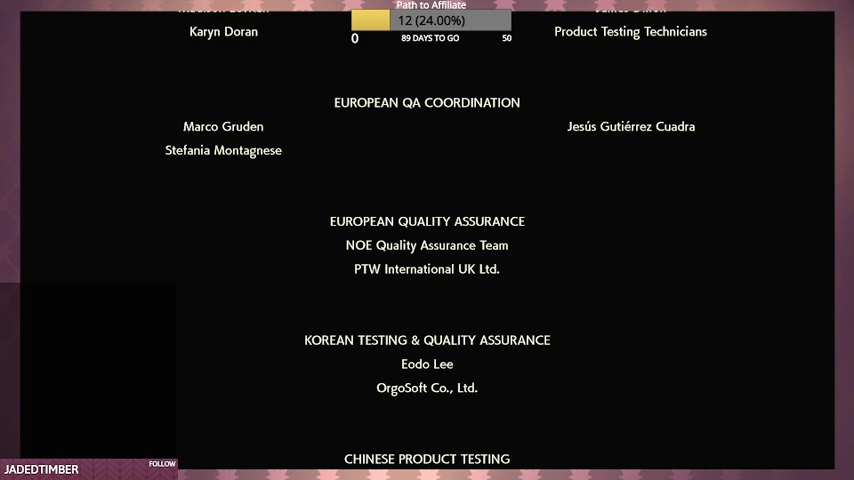 Path to Affiliate
12 (24.00%)
0 89 DAYS TO GO 50
Karyn Doran
Product Testing Technicians
EUROPEAN QA COORDINATION
Marco Gruden
Jesús Gutiérrez Cuadra
Stefania Montagnese
EUROPEAN QUALITY ASSURANCE
NOE Quality Assurance Team
PTW International UK Ltd.
KOREAN TESTING & QUALITY ASSURANCE
Eodo Lee
OrgoSoft Co., Ltd.
CHINESE PRODUCT TESTING
JADEDTIMBER
FOLLOW